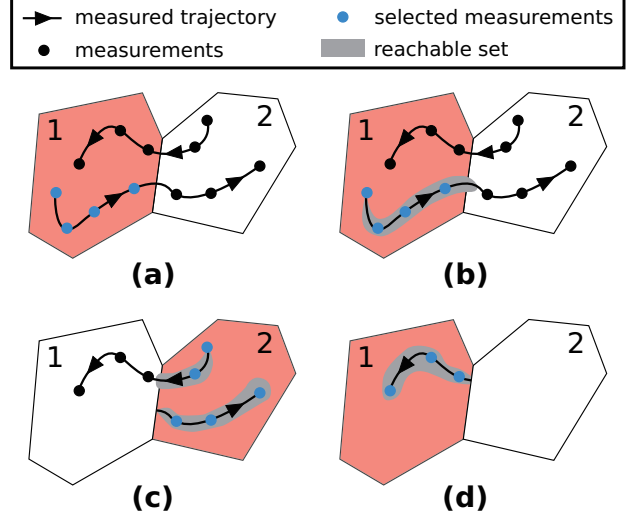 measured trajectory selected measurements
measurements reachable set
1 2 1 2
(a) (b)
1 2 1 2
(c) (d)